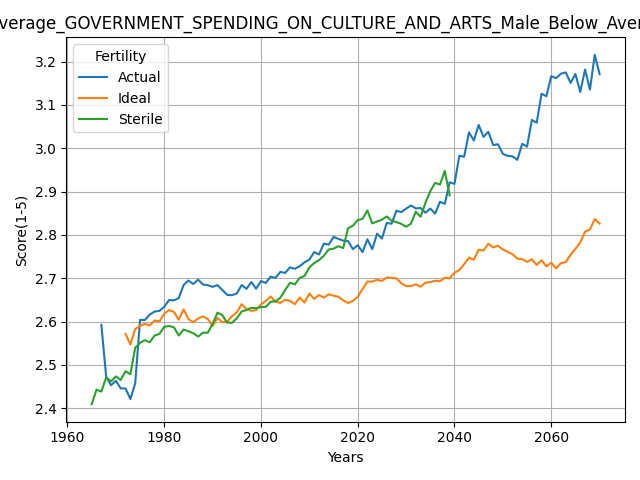 verage_GOVERNMENT_SPENDING_ON_CULTURE_AND_ARTS_Male_Below_Aver
Fertility
Actual
Ideal
Sterile
3.2
3.1
3.0
2.9
2.8
2.7
2.6
2.5
2.4
Score(1-5)
1960
1980
2000
2020
2040
2060
Years